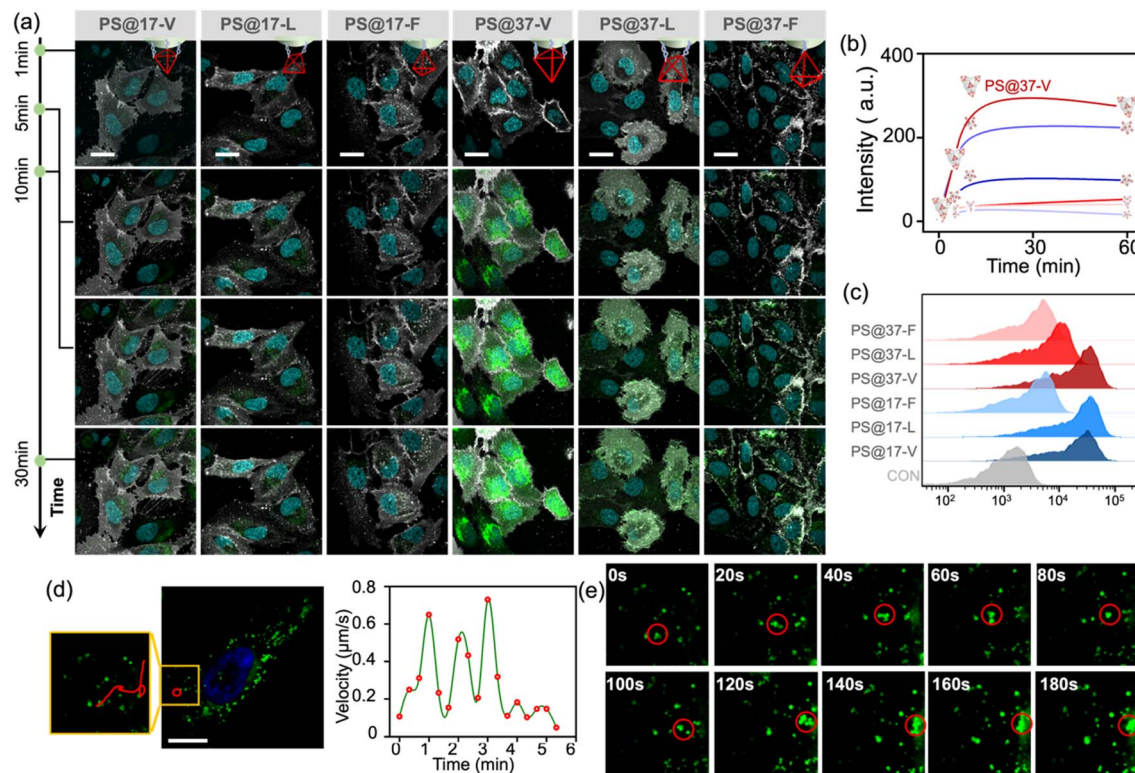 (a)
PS@17-V
PS@17-L
PS@17-F
PS@37-V
PS@37-L
PS@37-F
1min
5min
10min
30min
Time
(b)
Intensity ( a.u.)
400
200
0
PS@37-V
0
30
60
Time (min)
(c)
PS@37-F
PS@37-L
PS@37-V
PS@17-F
PS@17-L
PS@17-V
CON
10²
10³
10⁴
10⁵
(d)
Velocity (μm/s)
0.8
0.6
0.4
0.2
0
0 1 2 3 4 5 6
Time (min)
(e)
0s
20s
40s
60s
80s
100s
120s
140s
160s
180s